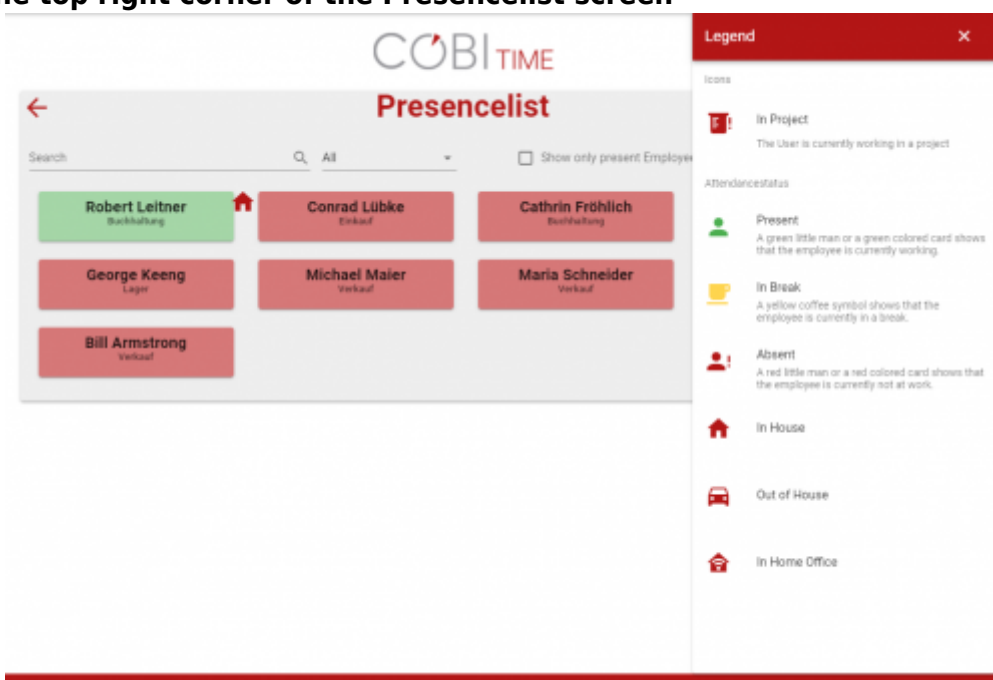 the top right corner of the Presencelist screen
COBI TIME
Presencelist
Search
All
Show only present Employee
Robert Leitner
Buchhaltung
Conrad Lübke
Einkauf
Cathrin Fröhlich
Buchhaltung
George Keeng
Lager
Michael Maier
Verkauf
Maria Schneider
Verkauf
Bill Armstrong
Verkauf
Legend
Icons
In Project
The User is currently working in a project
Attendancestatus
Present
A green little man or a green colored card shows
that the employee is currently working.
In Break
A yellow coffee symbol shows that the
employee is currently in a break.
Absent
A red little man or a red colored card shows that
the employee is currently not at work.
In House
Out of House
In Home Office